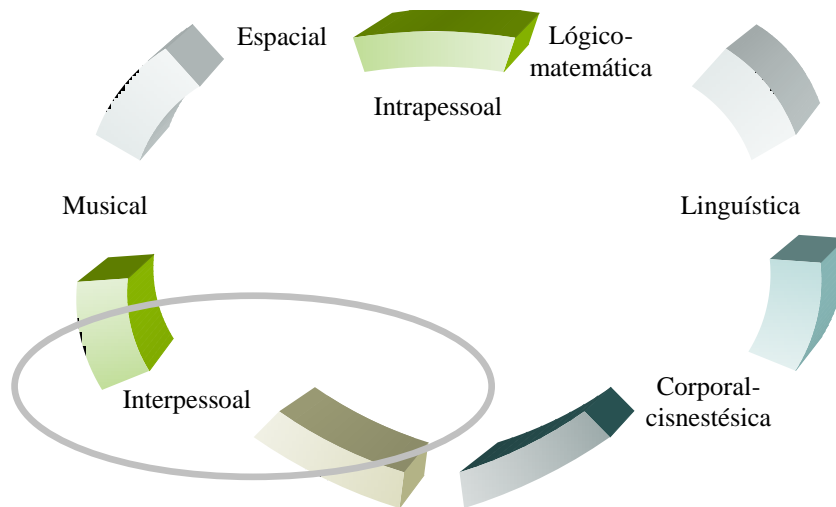 Espacial
Lógico-
matemática
Intrapessoal
Musical
Linguística
Interpessoal
Corporal-
cisnestésica